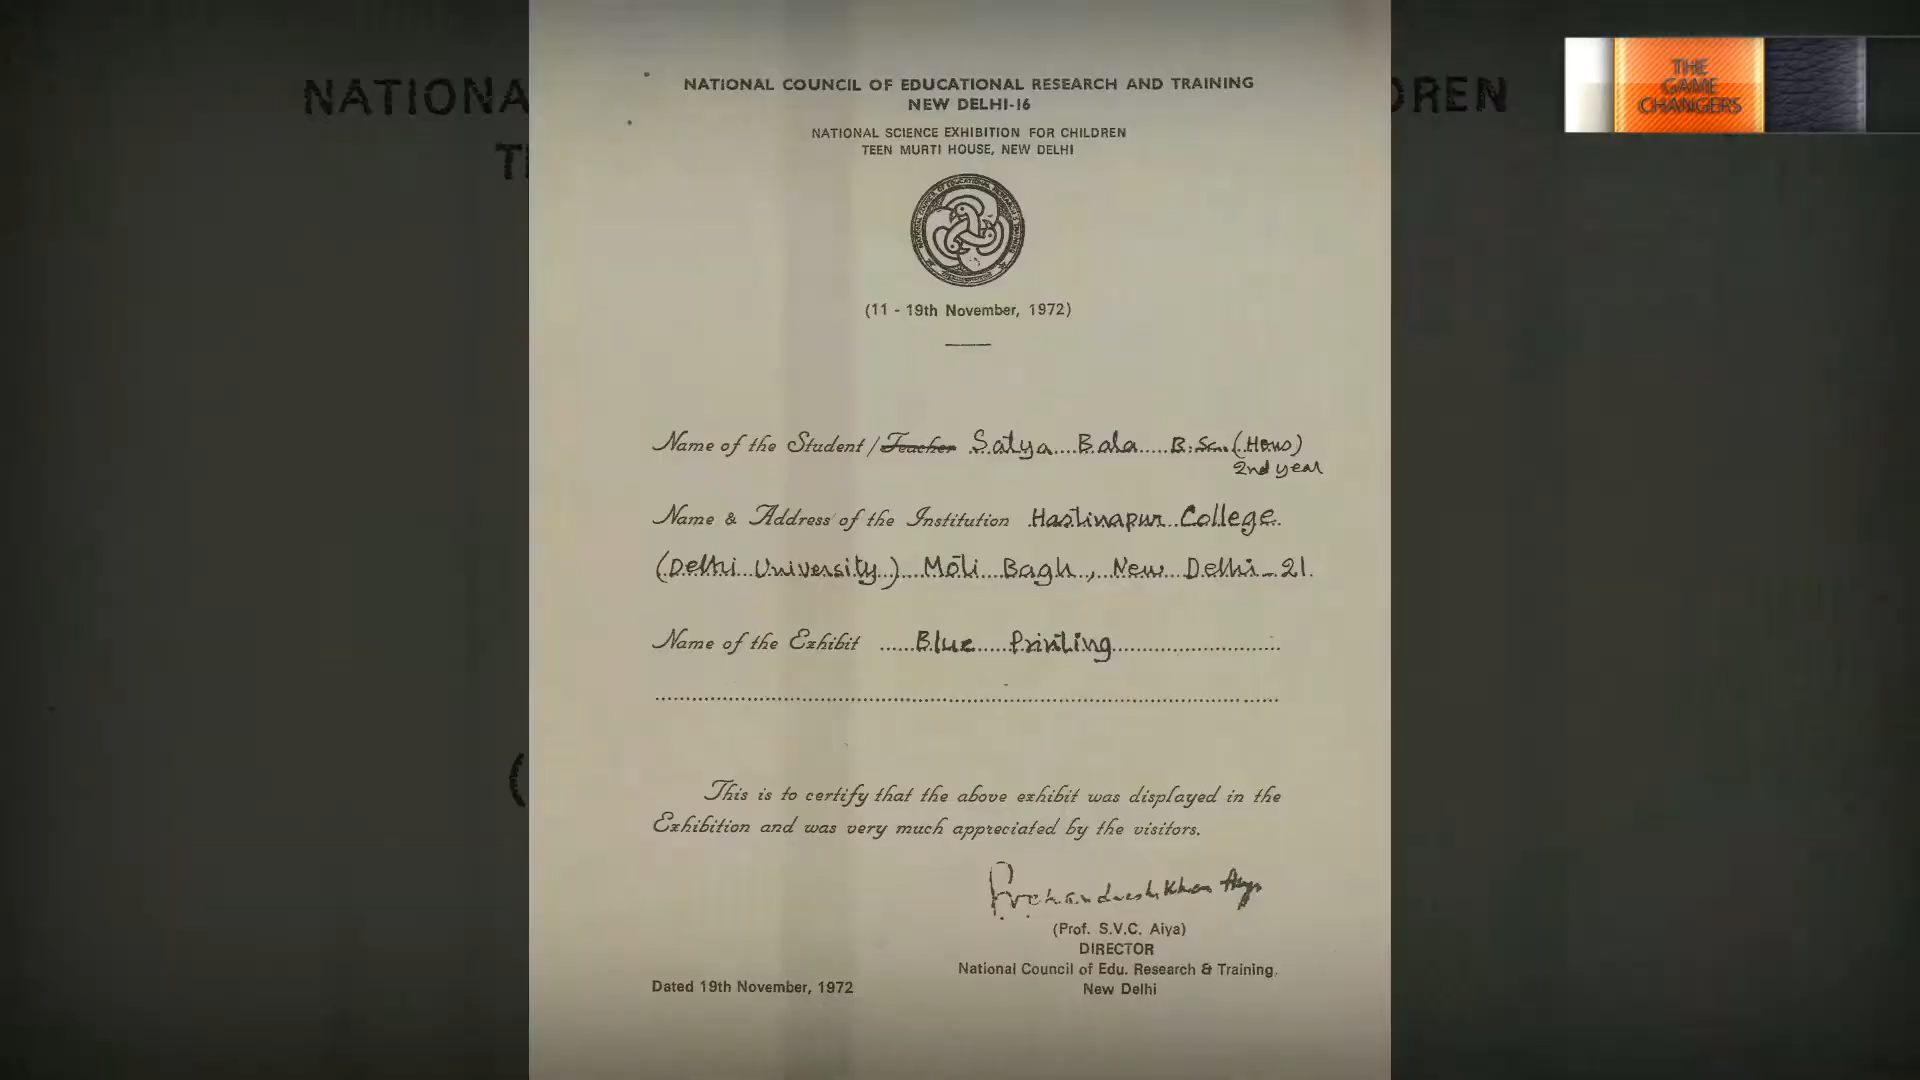 NATIONAL COUNCIL OF EDUCATIONAL RESEARCH AND TRAINING
NEW DELHI-16
NATIONAL SCIENCE EXHIBITION FOR CHILDREN
TEEN MURTI HOUSE, NEW DELHI
(11 - 19th November, 1972)
Name of the Student/Teacher Satya Bala B.Sc. (Hons)
2nd year
Name & Address of the Institution Hastinapur College
(Delhi University) Moti Bagh, New Delhi-21.
Name of the Exhibit Blue Printing
This is to certify that the above exhibit was displayed in the
Exhibition and was very much appreciated by the visitors.
(Prof. S.V.C. Aiya)
DIRECTOR
National Council of Edu. Research & Training,
New Delhi
Dated 19th November, 1972
THE
GAME
CHANGERS
NATIONA
DREN